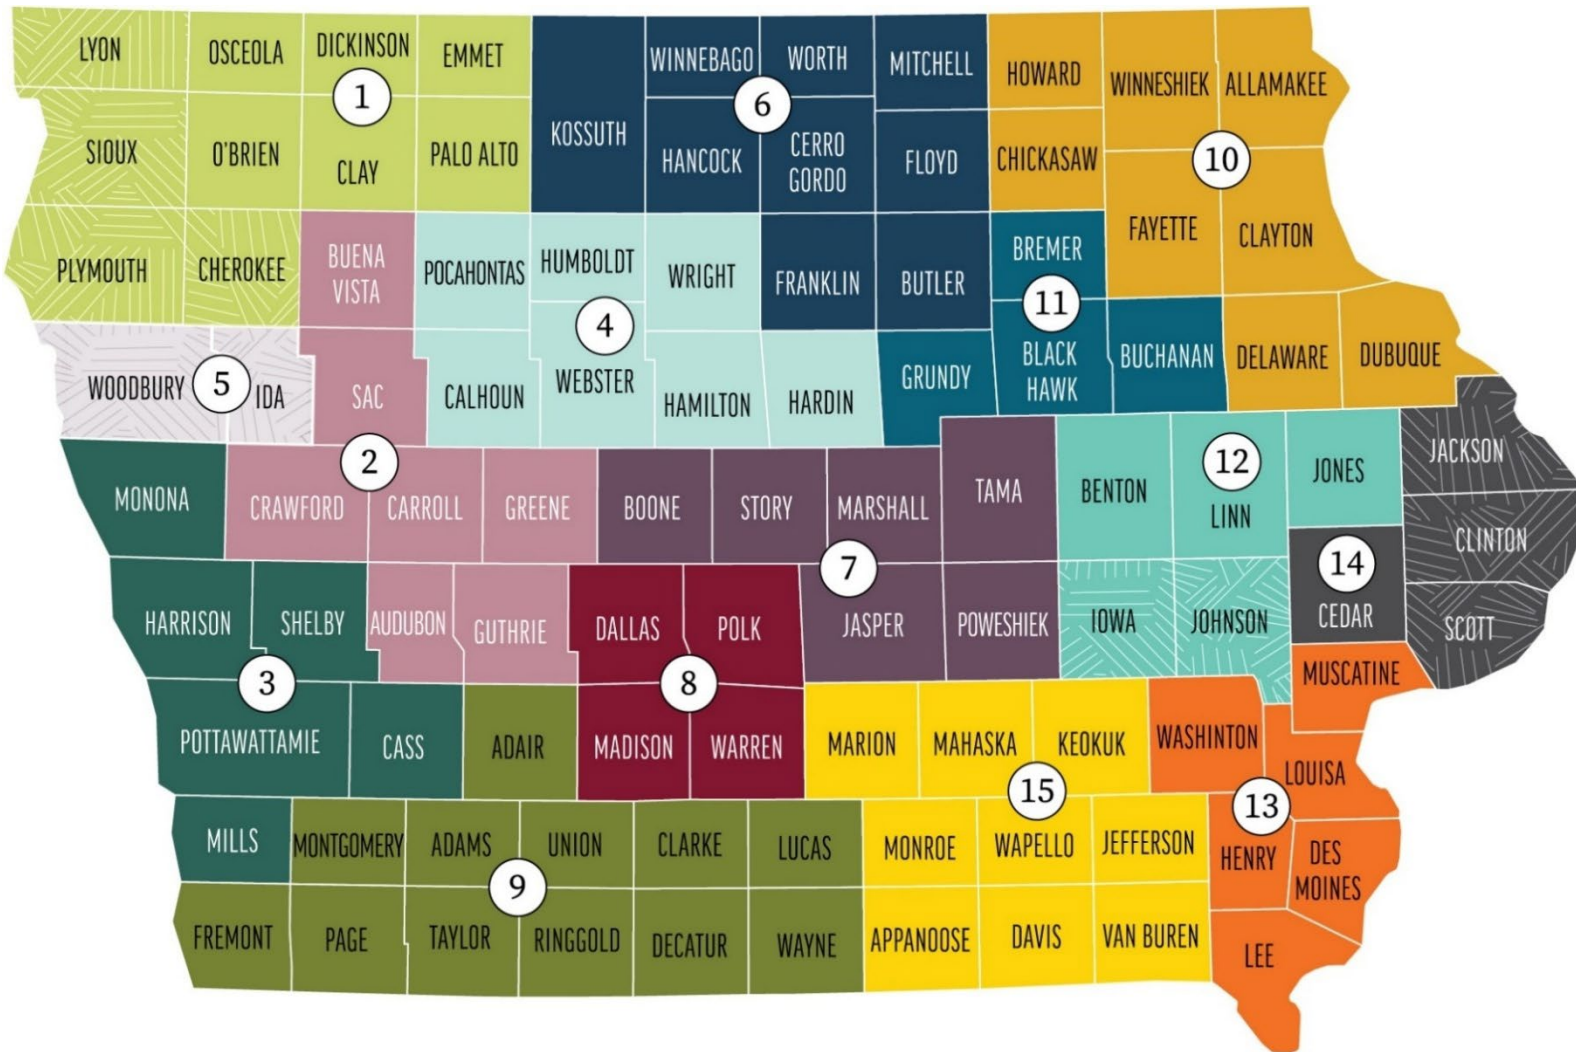 LYON
OSCEOLA
DICKINSON
EMMET
1
KOSSUTH
WINNEBAGO
WORTH
MITCHELL
6
HOWARD
WINNESHIEK
ALLAMAKEE
SIOUX
O'BRIEN
CLAY
PALO ALTO
HANCOCK
CERRO
GORDO
FLOYD
CHICKASAW
10
PLYMOUTH
CHEROKEE
BUENA
VISTA
POCAHONTAS
HUMBOLDT
WRIGHT
FRANKLIN
BUTLER
BREMER
FAYETTE
CLAYTON
11
4
WOODBURY
5
IDA
SAC
CALHOUN
WEBSTER
HAMILTON
HARDIN
GRUNDY
BLACK
HAWK
BUCHANAN
DELAWARE
DUBUQUE
2
12
JACKSON
MONONA
CRAWFORD
CARROLL
GREENE
BOONE
STORY
MARSHALL
TAMA
BENTON
LINN
JONES
CLINTON
7
14
HARRISON
SHELBY
AUDUBON
GUTHRIE
DALLAS
POLK
JASPER
POWESHIEK
IOWA
JOHNSON
CEDAR
SCOTT
3
8
MUSCATINE
POTTAWATTAMIE
CASS
ADAIR
MADISON
WARREN
MARION
MAHASKA
KEOKUK
WASHINTON
LOUISA
15
13
MILLS
MONTGOMERY
ADAMS
UNION
CLARKE
LUCAS
MONROE
WAPELLO
JEFFERSON
HENRY
DES
MOINES
9
FREMONT
PAGE
TAYLOR
RINGGOLD
DECATUR
WAYNE
APPANOOSE
DAVIS
VAN BUREN
LEE